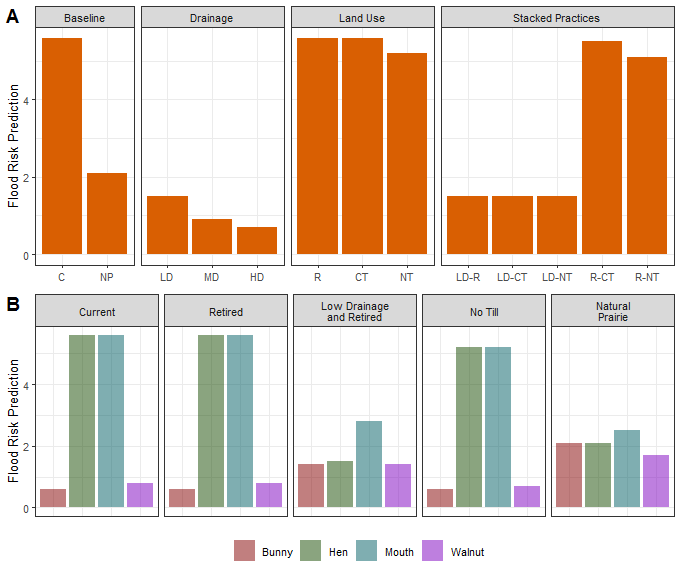 A
Baseline
Drainage
Land Use
Stacked Practices
Flood Risk Prediction
4
2
0
C
NP
LD
MD
HD
R
CT
NT
LD-R
LD-CT
LD-NT
R-CT
R-NT
B
Current
Retired
Low Drainage
and Retired
No Till
Natural
Prairie
Flood Risk Prediction
4
2
0
Bunny
Hen
Mouth
Walnut